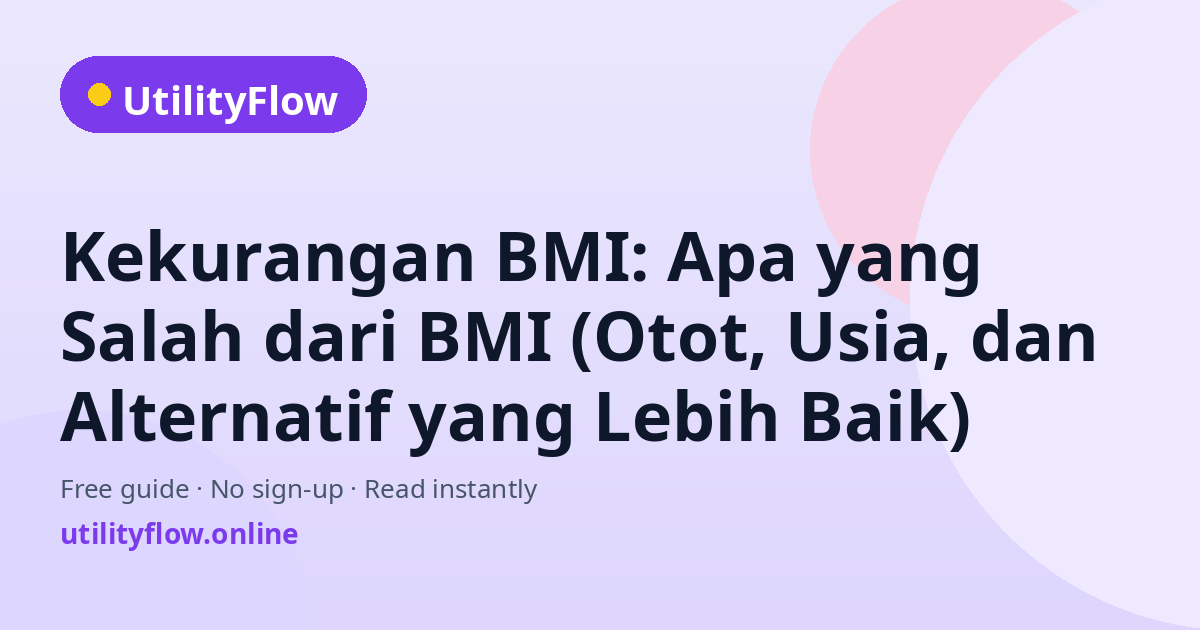 UtilityFlow
Kekurangan BMI: Apa yang
Salah dari BMI (Otot, Usia, dan
Alternatif yang Lebih Baik)
Free guide · No sign-up · Read instantly
utilityflow.online